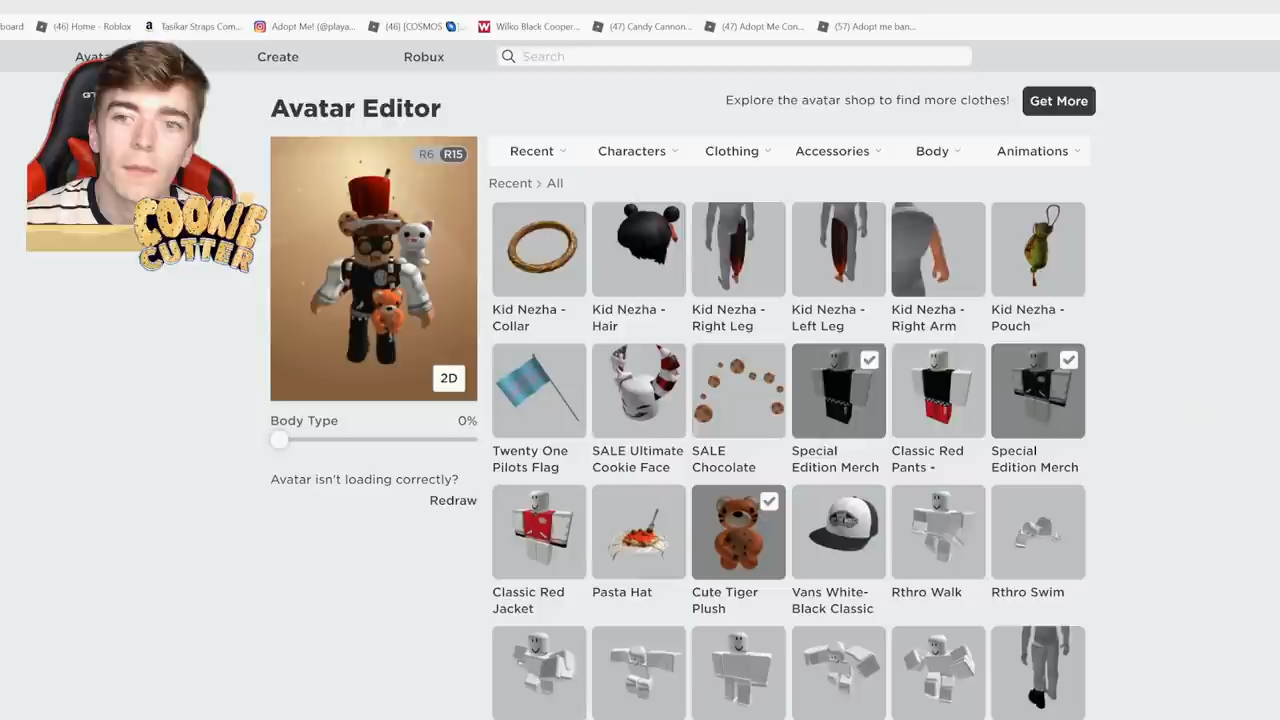 board (46) Home - Roblox Tasikar Straps Com... Adopt Me! (@playa... (46) [COSMOS Wilko Black Cooper... (47) Candy Cannon... (47) Adopt Me Con... (57) Adopt me ban...
Create Robux Search
Avatar Editor
Explore the avatar shop to find more clothes! Get More
R6 R15
Recent Characters Clothing Accessories Body Animations
Recent > All
COOKIE
CUTTER
Kid Nezha - Collar
Kid Nezha - Hair
Kid Nezha - Right Leg
Kid Nezha - Left Leg
Kid Nezha - Right Arm
Kid Nezha - Pouch
2D
Body Type 0%
Avatar isn't loading correctly?
Redraw
Twenty One Pilots Flag
SALE Ultimate Cookie Face
SALE Chocolate
Special Edition Merch
Classic Red Pants -
Special Edition Merch
Classic Red Jacket
Pasta Hat
Cute Tiger Plush
Vans White- Black Classic
Rthro Walk
Rthro Swim